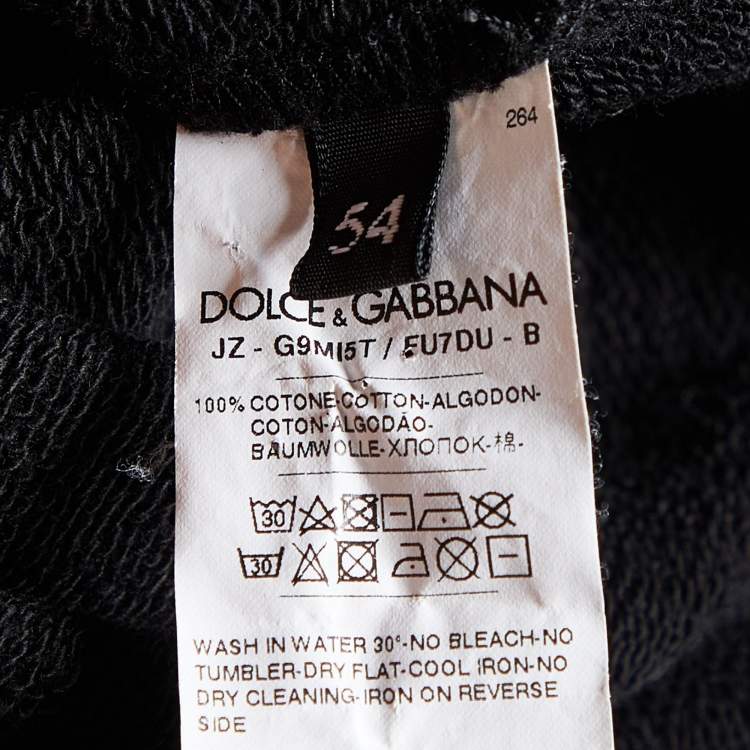 264
54
DOLCE & GABBANA
JZ - G9MI5T / FU7DU - B
100% COTONE-COTTON-ALGODON-
COTON-ALGODÃO-
BAUMWOLLE-ХЛОПОК-棉-
30
30
WASH IN WATER 30°-NO BLEACH-NO
TUMBLER-DRY FLAT-COOL IRON-NO
DRY CLEANING-IRON ON REVERSE
SIDE